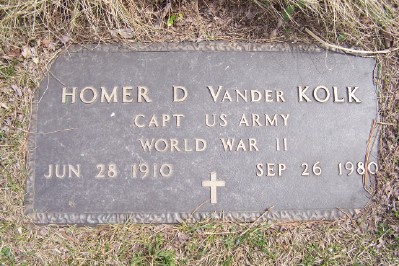 HOMER D VANDER KOLK
CAPT US ARMY
WORLD WAR II
JUN 28 1910 SEP 26 1980